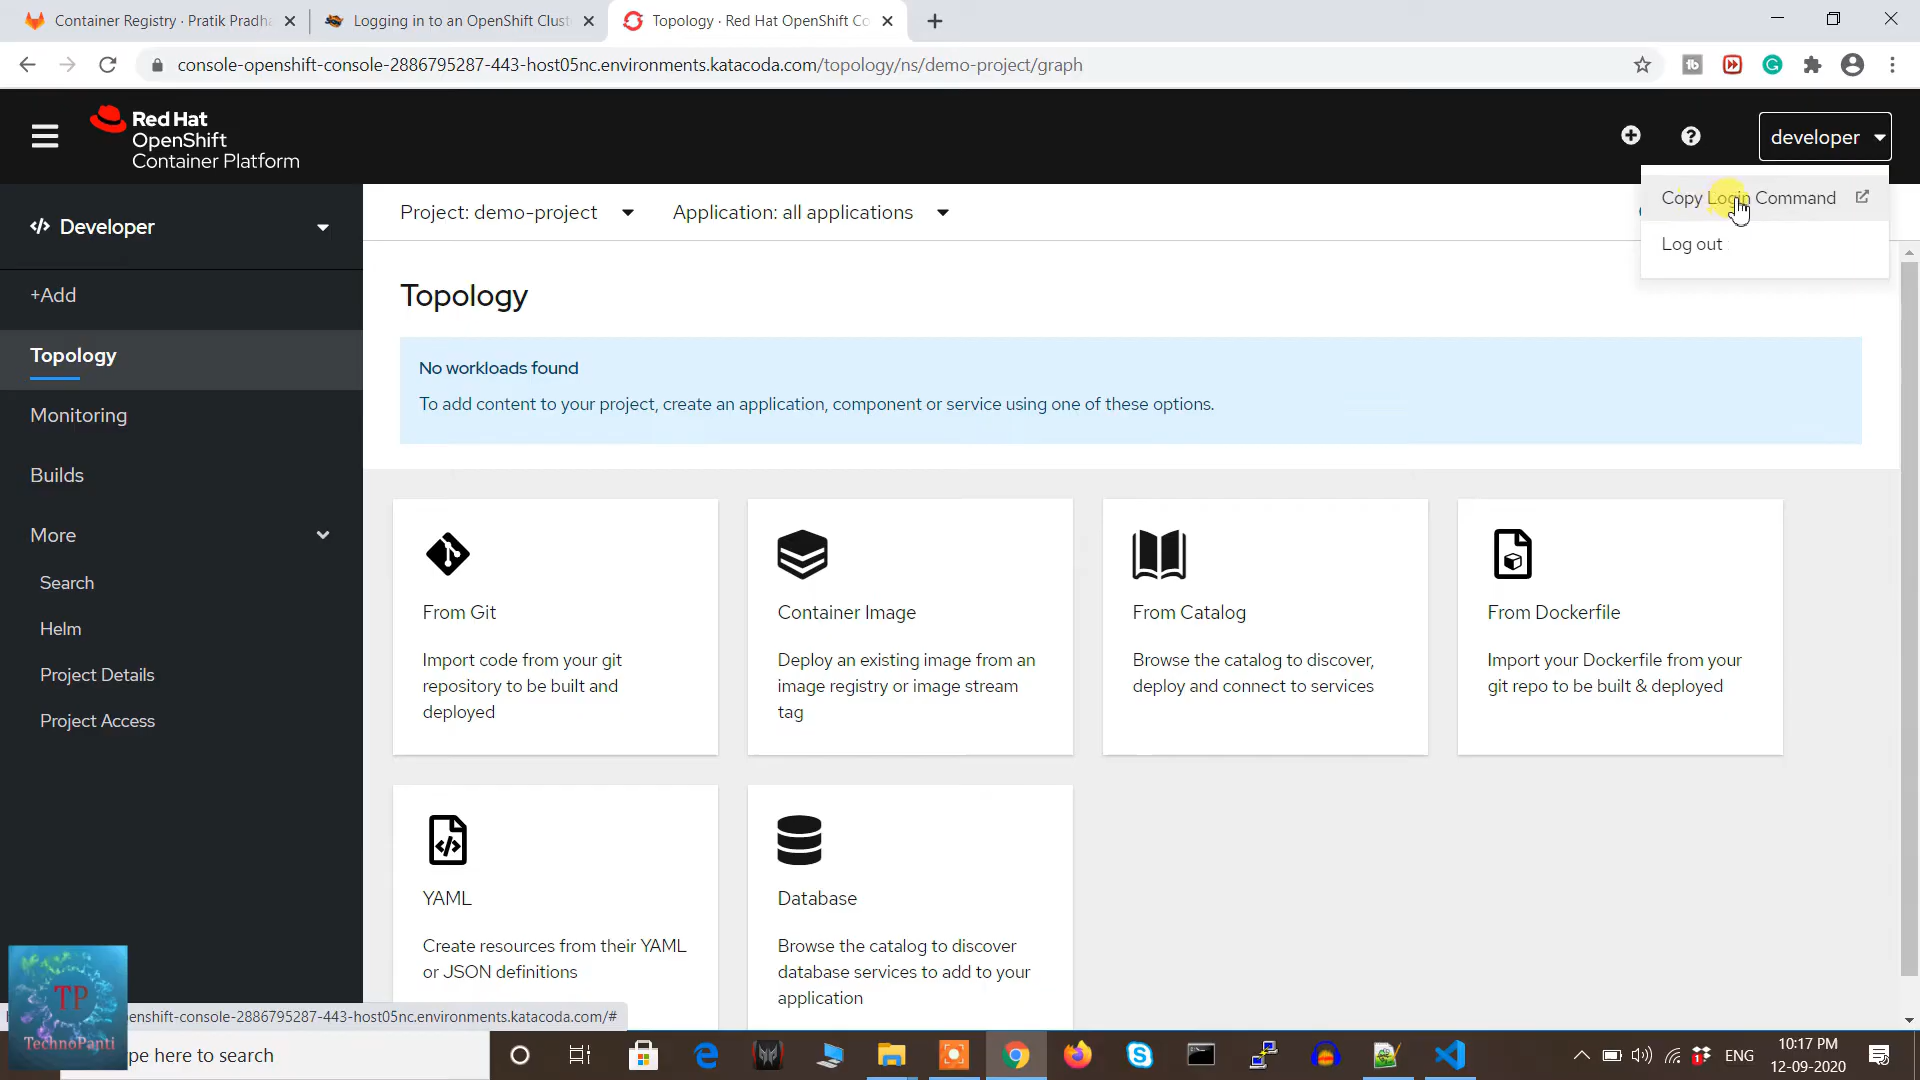 Container Registry · Pratik Pradha
Logging in to an OpenShift Clust
Topology · Red Hat OpenShift Co
console-openshift-console-2886795287-443-host05nc.environments.katacoda.com/topology/ns/demo-project/graph
Red Hat
OpenShift
Container Platform
developer
Copy Login Command
Log out
Developer
Project: demo-project
Application: all applications
+Add
Topology
Monitoring
Builds
More
Search
Helm
Project Details
Project Access
Topology
No workloads found
To add content to your project, create an application, component or service using one of these options.
From Git
Import code from your git
repository to be built and
deployed
Container Image
Deploy an existing image from an
image registry or image stream
tag
From Catalog
Browse the catalog to discover,
deploy and connect to services
From Dockerfile
Import your Dockerfile from your
git repo to be built & deployed
YAML
Create resources from their YAML
or JSON definitions
Database
Browse the catalog to discover
database services to add to your
application
TP
TechnoPanti
enshift-console-2886795287-443-host05nc.environments.katacoda.com/#
pe here to search
ENG
10:17 PM
12-09-2020